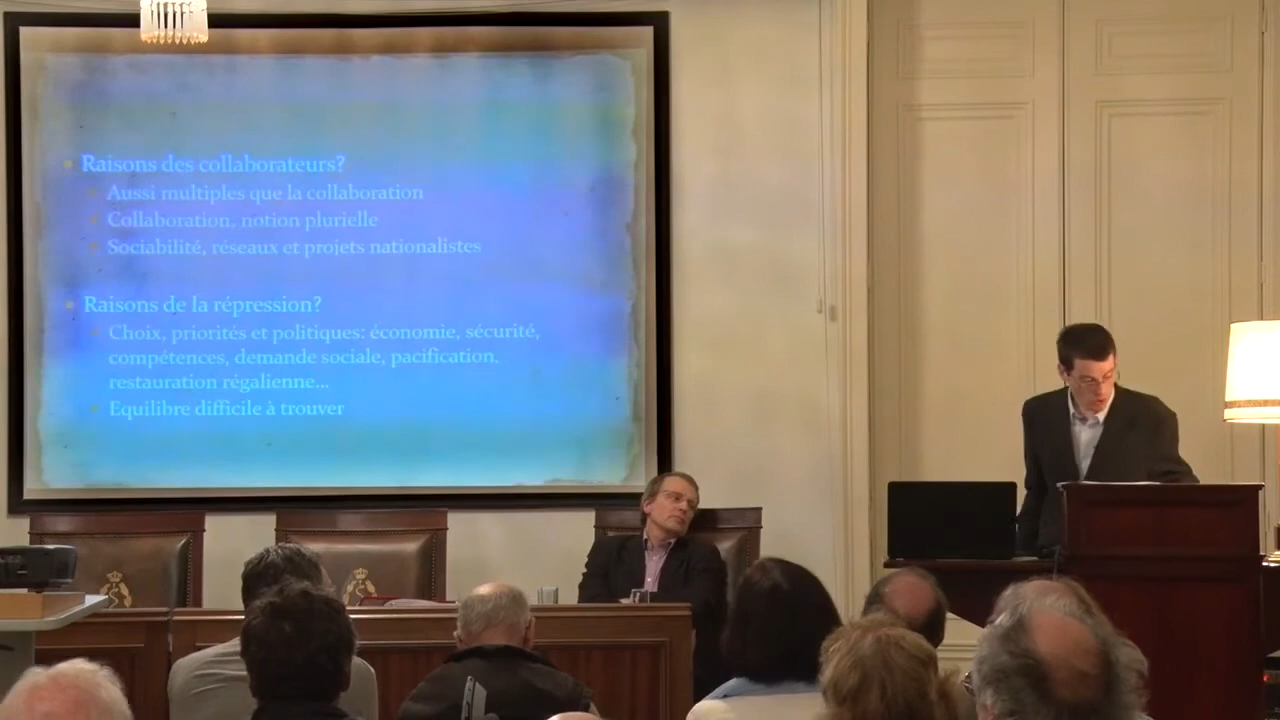 Raisons des collaborateurs?
Aussi multiples que la collaboration
Collaboration, notion plurielle
Sociabilité, réseaux et projets nationalistes
Raisons de la répression?
Choix, priorités et politiques: économie, sécurité,
compétences, demande sociale, pacification,
restauration régalienne...
Equilibre difficile à trouver